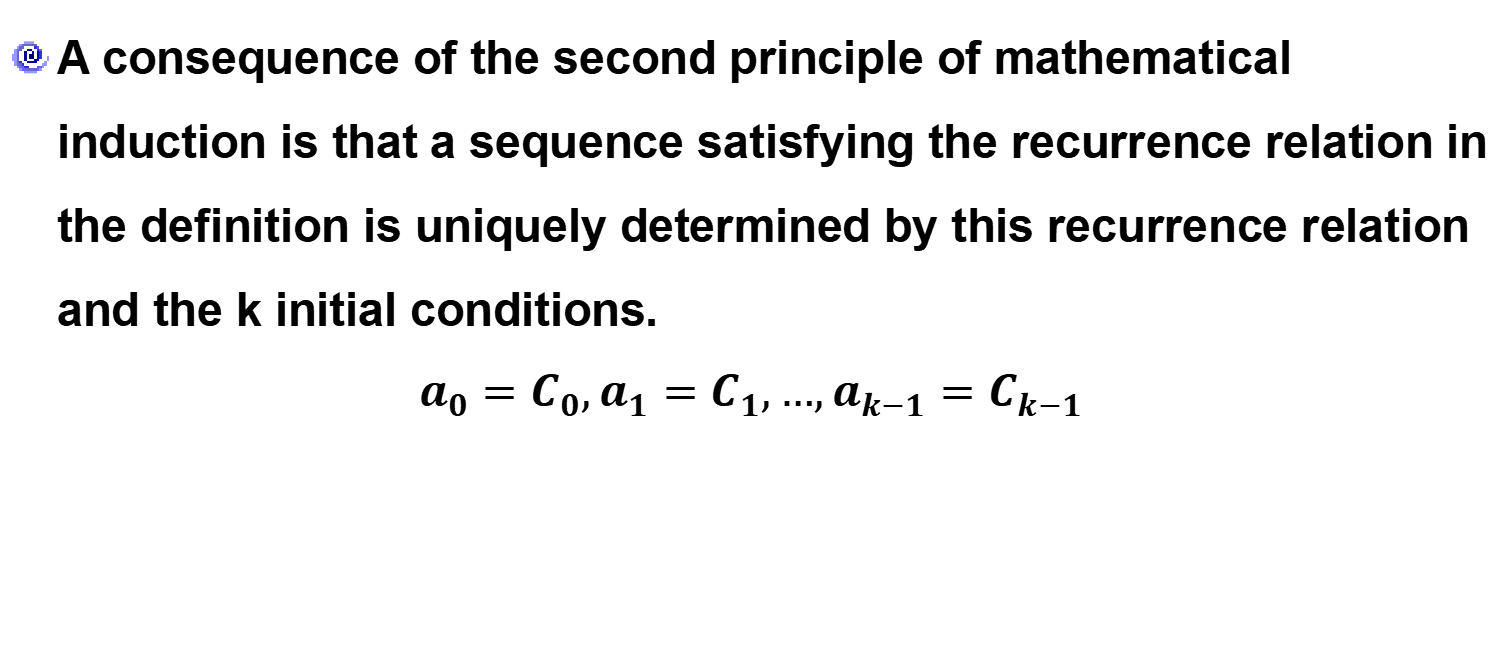 A consequence of the second principle of mathematical
induction is that a sequence satisfying the recurrence relation in
the definition is uniquely determined by this recurrence relation
and the k initial conditions.
a₀ = C₀, a₁ = C₁, …, aₖ₋₁ = Cₖ₋₁